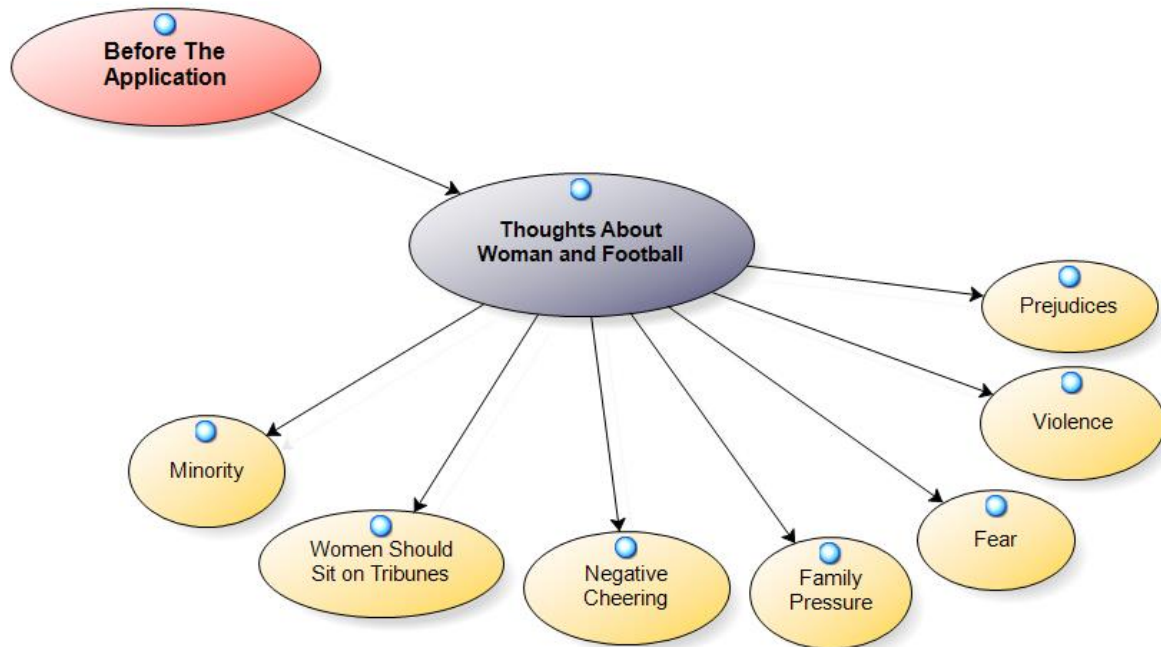 Before The
Application
Thoughts About
Woman and Football
Prejudices
Violence
Fear
Family
Pressure
Negative
Cheering
Women Should
Sit on Tribunes
Minority